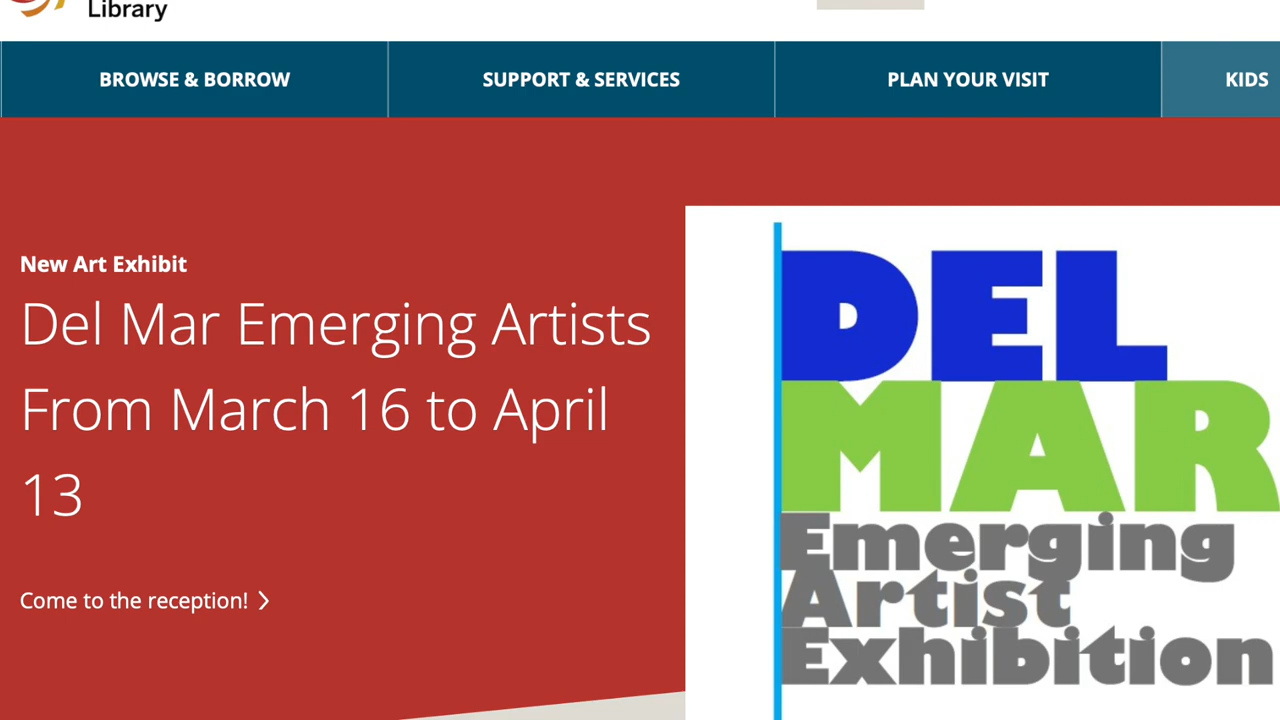 Library
BROWSE & BORROW
SUPPORT & SERVICES
PLAN YOUR VISIT
KIDS
New Art Exhibit
Del Mar Emerging Artists
From March 16 to April
13
Come to the reception!
DEL
MAR
Emerging
Artist
Exhibition